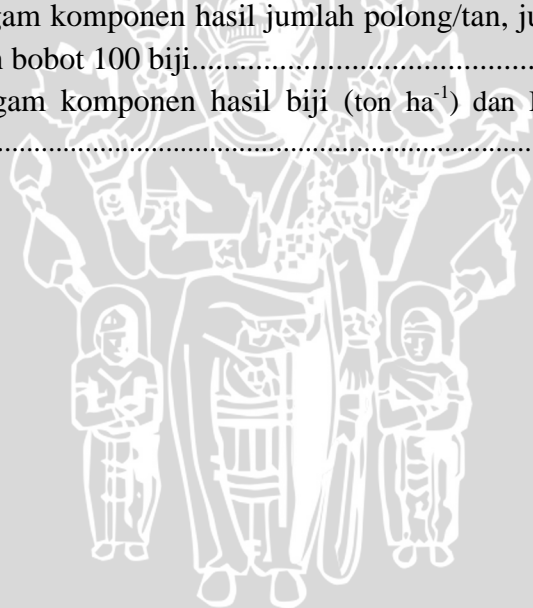 gam komponen hasil jumlah polong/tan, ju
n bobot 100 biji..........................................
gam komponen hasil biji (ton ha⁻¹) dan
....................................................................